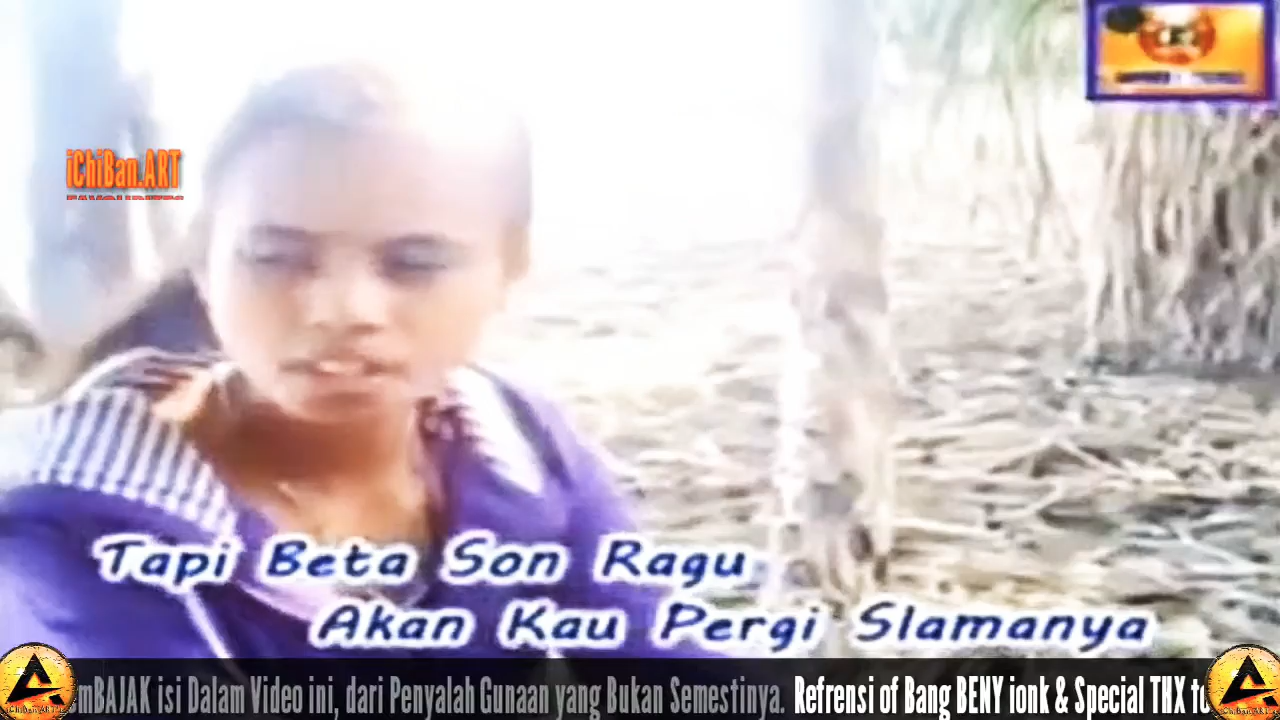 iChiBan.ART
Tapi Beta Son Ragu
Akan Kau Pergi Slamanya
mBAJAK isi Dalam Video ini, dari Penyalah Gunaan yang Bukan Semestinya. Refrensi of Bang BENY ionk & Special THX to